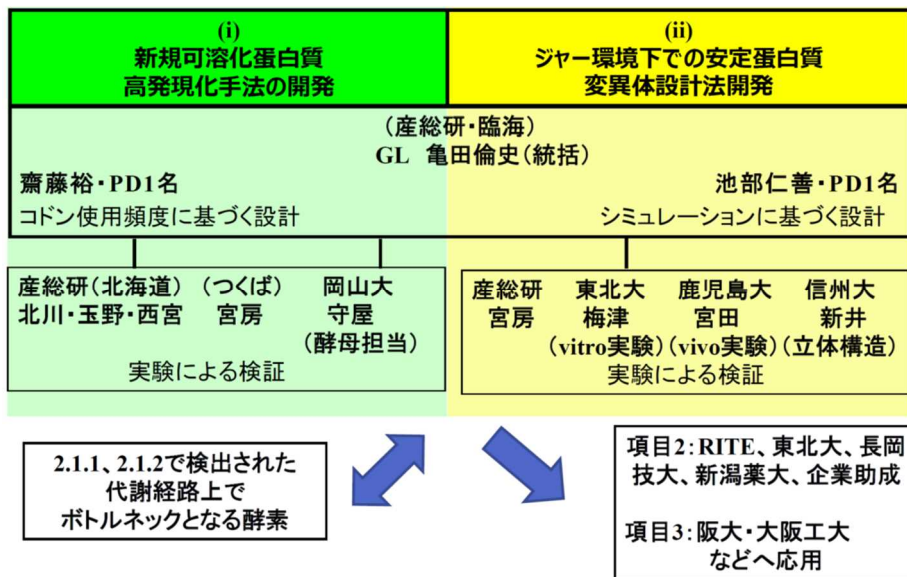 (i)
新規可溶化蛋白質
高発現化手法の開発
(ii)
ジャー環境下での安定蛋白質
変異体設計法開発
(産総研・臨海)
GL 亀田倫史(統括)
齋藤裕・PD1名
コドン使用頻度に基づく設計
池部仁善・PD1名
シミュレーションに基づく設計
産総研(北海道) (つくば) 岡山大
北川・玉野・西宮 宮房 守屋
(酵母担当)
実験による検証
産総研 東北大 鹿児島大 信州大
宮房 梅津 宮田 新井
(vitro実験) (vivo実験) (立体構造)
実験による検証
2.1.1、2.1.2で検出された
代謝経路上で
ボトルネックとなる酵素
項目2:RITE、東北大、長岡
技大、新潟薬大、企業助成
項目3:阪大・大阪工大
などへ応用